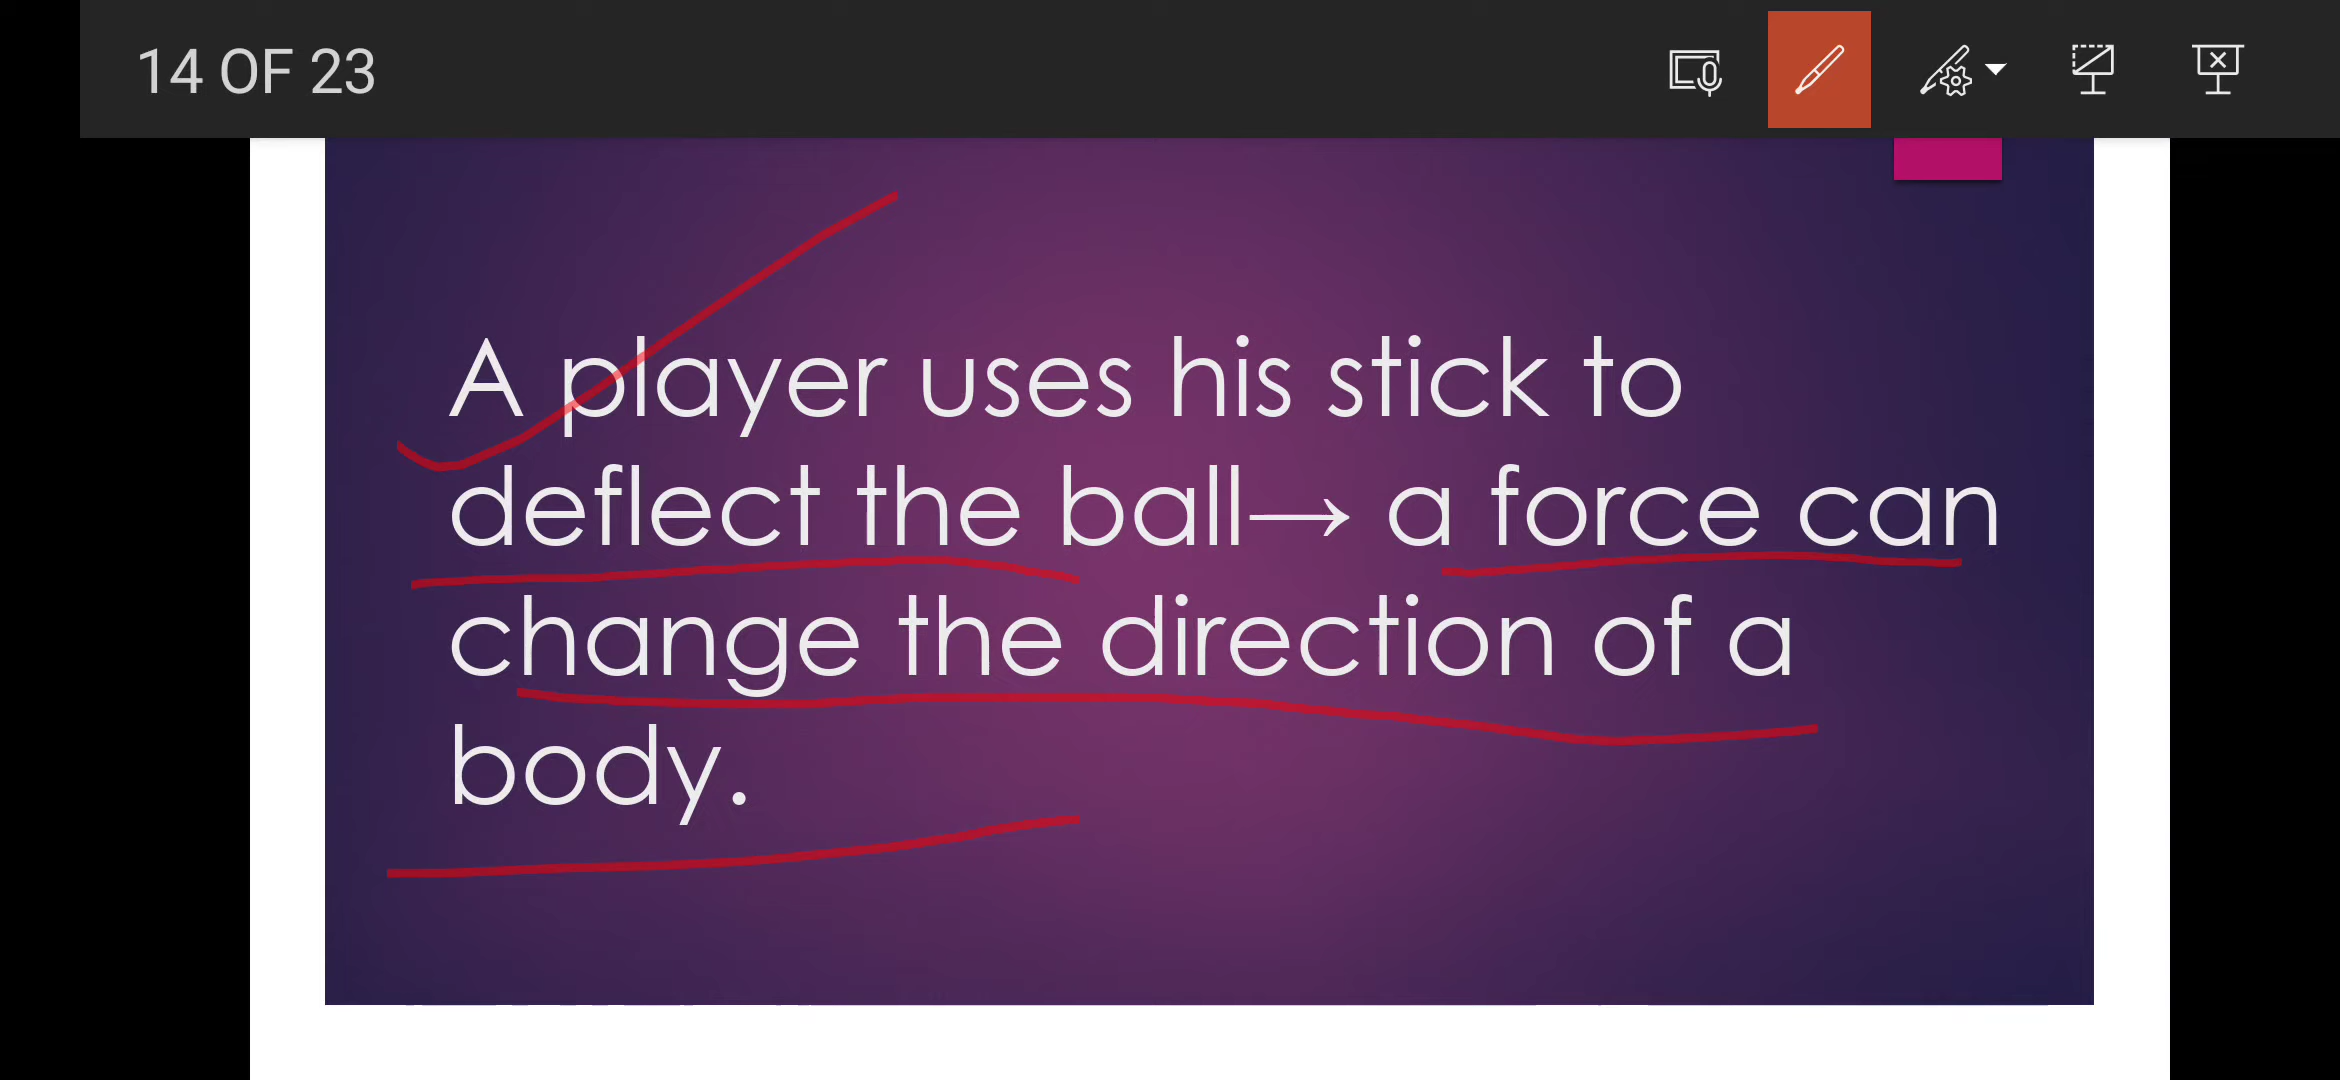 14 OF 23
A player uses his stick to
deflect the ball→ a force can
change the direction of a
body.